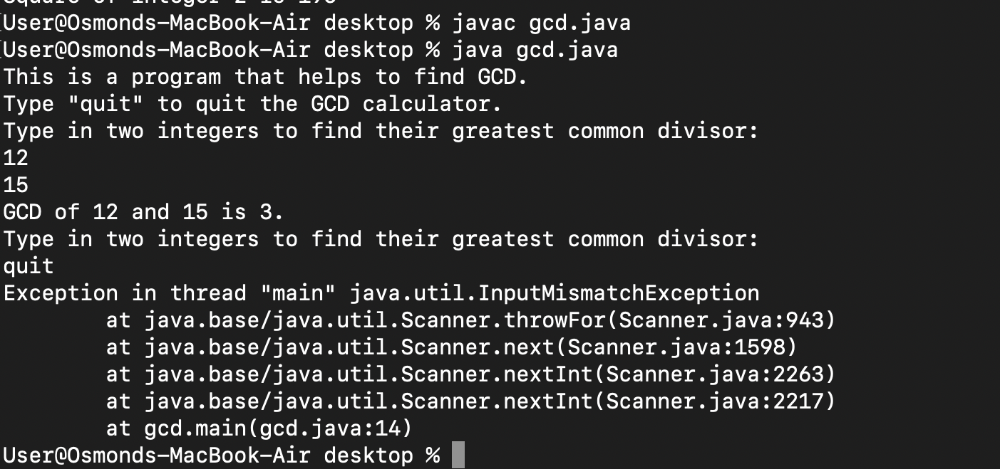 User@Osmonds-MacBook-Air desktop % javac gcd.java
User@Osmonds-MacBook-Air desktop % java gcd.java
This is a program that helps to find GCD.
Type "quit" to quit the GCD calculator.
Type in two integers to find their greatest common divisor:
12
15
GCD of 12 and 15 is 3.
Type in two integers to find their greatest common divisor:
quit
Exception in thread "main" java.util.InputMismatchException
        at java.base/java.util.Scanner.throwFor(Scanner.java:943)
        at java.base/java.util.Scanner.next(Scanner.java:1598)
        at java.base/java.util.Scanner.nextInt(Scanner.java:2263)
        at java.base/java.util.Scanner.nextInt(Scanner.java:2217)
        at gcd.main(gcd.java:14)
User@Osmonds-MacBook-Air desktop %